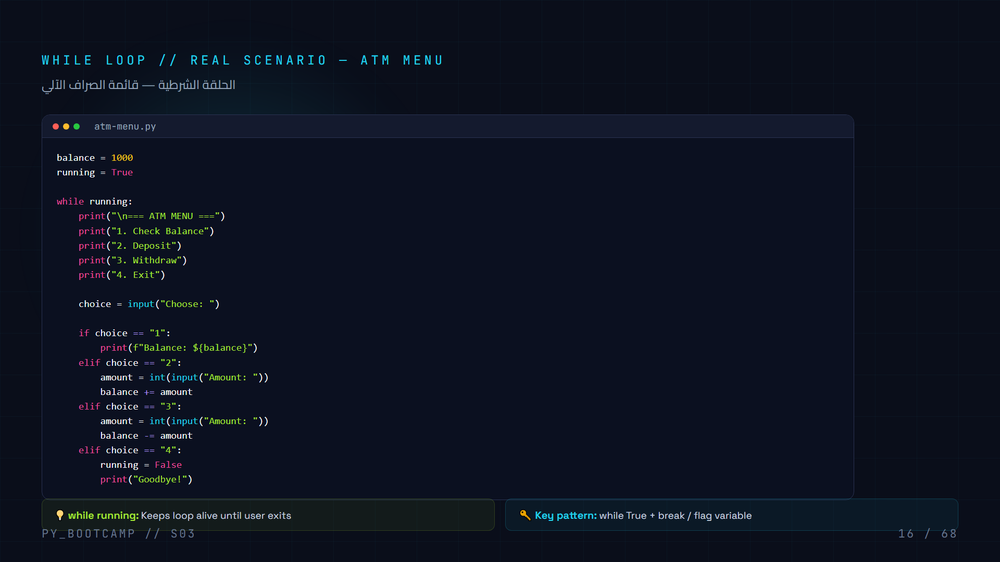 WHILE LOOP // REAL SCENARIO — ATM MENU
الحلقة الشرطية — قائمة الصراف الآلي
atm-menu.py
balance = 1000
running = True
while running:
    print("\n=== ATM MENU ===")
    print("1. Check Balance")
    print("2. Deposit")
    print("3. Withdraw")
    print("4. Exit")
    choice = input("Choose: ")
    if choice == "1":
        print(f"Balance: ${balance}")
    elif choice == "2":
        amount = int(input("Amount: "))
        balance += amount
    elif choice == "3":
        amount = int(input("Amount: "))
        balance -= amount
    elif choice == "4":
        running = False
        print("Goodbye!")
💡 while running: Keeps loop alive until user exits
🔑 Key pattern: while True + break / flag variable
PY_BOOTCAMP // S03
16 / 68